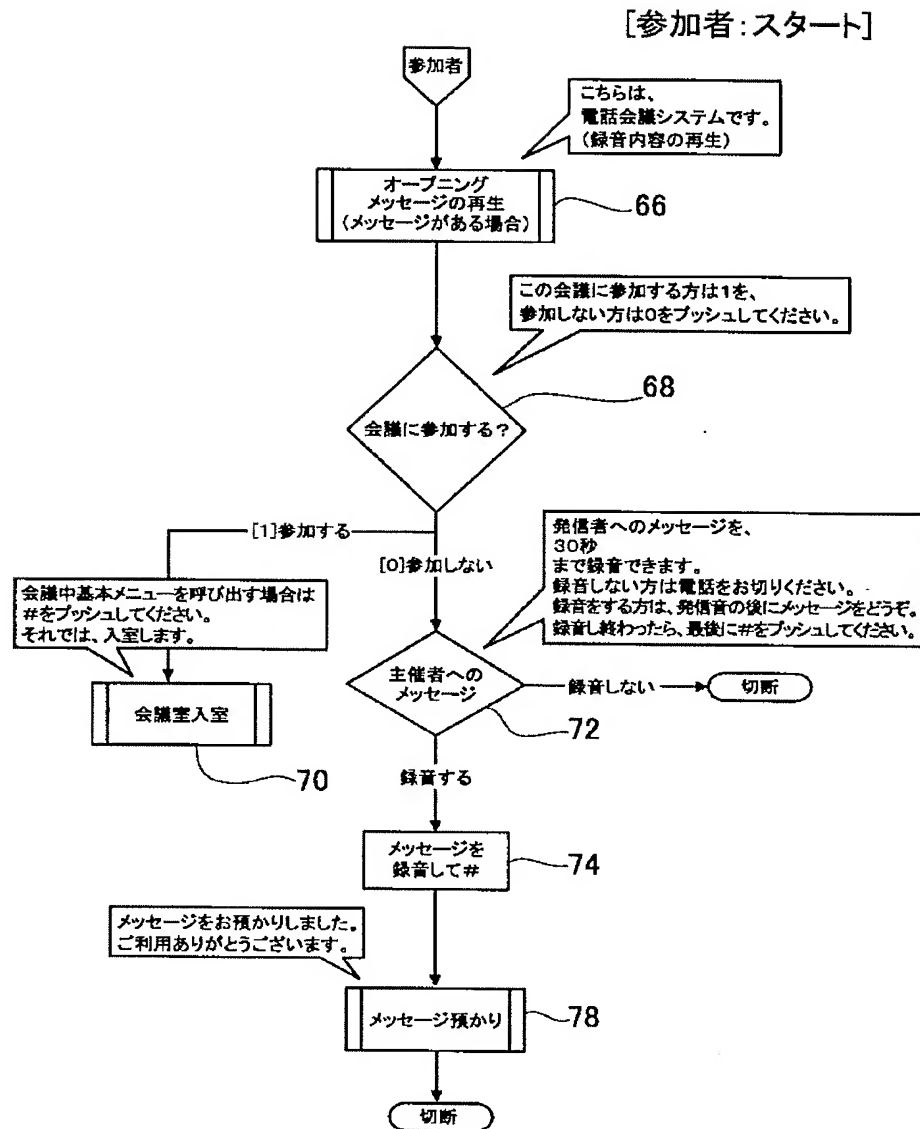 [参加者:スタート]
参加者
こちらは、
電話会議システムです。
(録音内容の再生)
オープニング
メッセージの再生
(メッセージがある場合)
66
この会議に参加する方は1を、
参加しない方は0をプッシュしてください。
68
会議に参加する?
[1]参加する
[0]参加しない
発信者へのメッセージを、
30秒
まで録音できます。
録音しない方は電話をお切りください。
録音をする方は、発信音の後にメッセージをどうぞ。
録音し終わったら、最後に#をプッシュしてください。
会議中基本メニューを呼び出す場合は
#をプッシュしてください。
それでは、入室します。
会議室入室
70
主催者への
メッセージ
72
録音しない
切断
録音する
メッセージを
録音して#
74
メッセージをお預かりしました。
ご利用ありがとうございます。
メッセージ預かり
78
切断